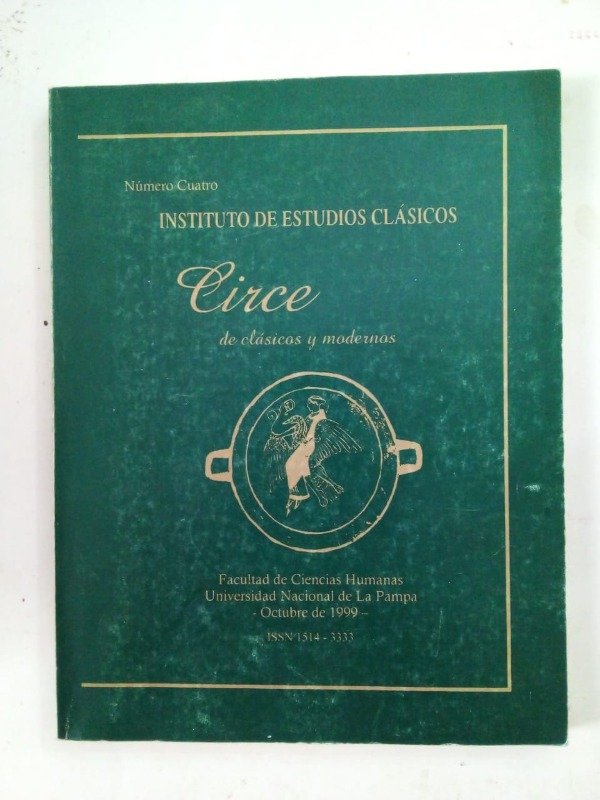 Número Cuatro
INSTITUTO DE ESTUDIOS CLÁSICOS
Circe
de clásicos y modernos
Facultad de Ciencias Humanas
Universidad Nacional de La Pampa
- Octubre de 1999 -
ISSN 1514 - 3333